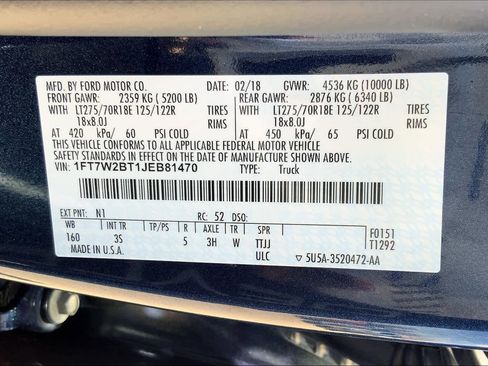 MFD. BY FORD MOTOR CO. 02/18 GVWR: 4536 KG (10000 LB)
FRONT GAWR: 2359 KG ( 5200 LB) REAR GAWR: 2876 KG ( 6340 LB)
WITH LT275/70R18E 125/122R TIRES WITH LT275/70R18E 125/122R TIRES
18x8.0J RIMS 18x8.0J RIMS
AT 420 kPa/ 60 PSI COLD AT 450 kPa/ 65 PSI COLD
THIS VEHICLE CONFORMS TO ALL APPLICABLE FEDERAL MOTOR VEHICLE
SAFETY STANDARDS IN EFFECT ON THE DATE OF MANUFACTURE SHOWN ABOVE.
VIN: 1FT7W2BT1JEB81470 TYPE: Truck
EXT PNT: N1 RC: 52 DSO:
WB INT TR TP/PS R AXLE TR SPR F0151
160 3S 5 3H W TTJJ T1292
MADE IN U.S.A. ULC 5U5A-3520472-AA